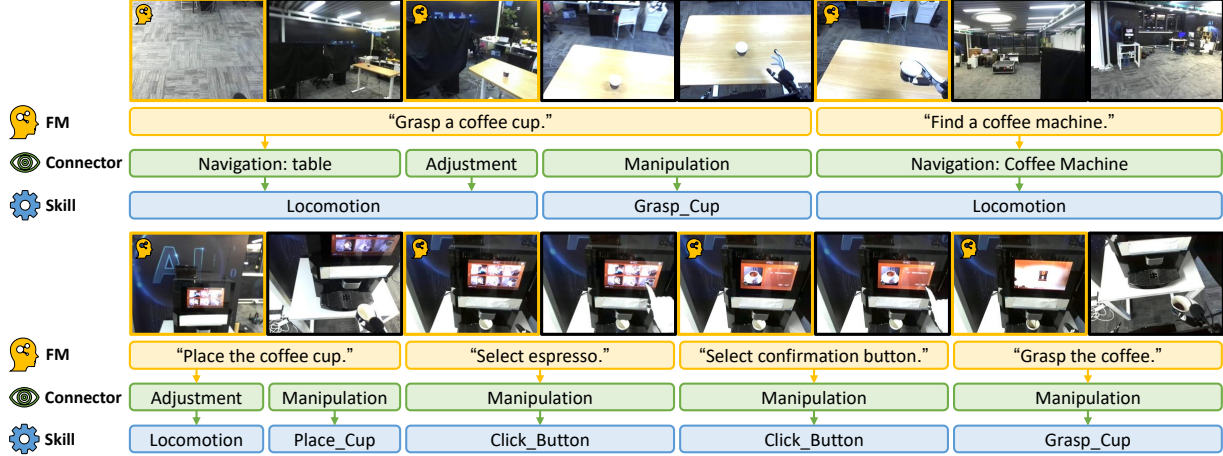 FM
“Grasp a coffee cup.”
“Find a coffee machine.”
Connector
Navigation: table
Adjustment
Manipulation
Navigation: Coffee Machine
Skill
Locomotion
Grasp_Cup
Locomotion
AI
FM
“Place the coffee cup.”
“Select espresso.”
“Select confirmation button.”
“Grasp the coffee.”
Connector
Adjustment
Manipulation
Manipulation
Manipulation
Manipulation
Skill
Locomotion
Place_Cup
Click_Button
Click_Button
Grasp_Cup